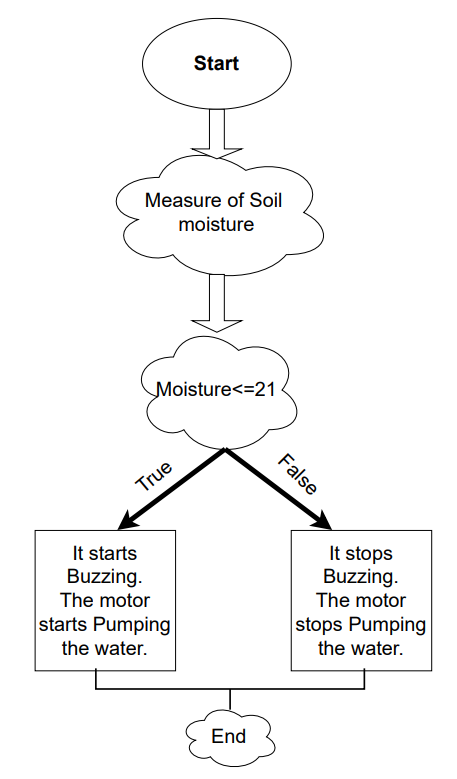 Start
Measure of Soil
moisture
Moisture<=21
True
False
It starts
Buzzing.
The motor
starts Pumping
the water.
It stops
Buzzing.
The motor
stops Pumping
the water.
End